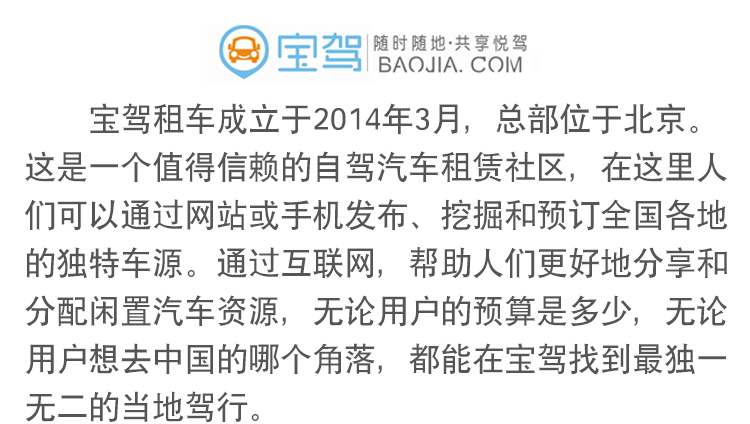 宝驾
随时随地·共享悦驾
BAOJIA.COM
宝驾租车成立于2014年3月，总部位于北京。
这是一个值得信赖的自驾汽车租赁社区，在这里人
们可以通过网站或手机发布、挖掘和预订全国各地
的独特车源。通过互联网，帮助人们更好地分享和
分配闲置汽车资源，无论用户的预算是多少，无论
用户想去中国的哪个角落，都能在宝驾找到最独一
无二的当地驾行。